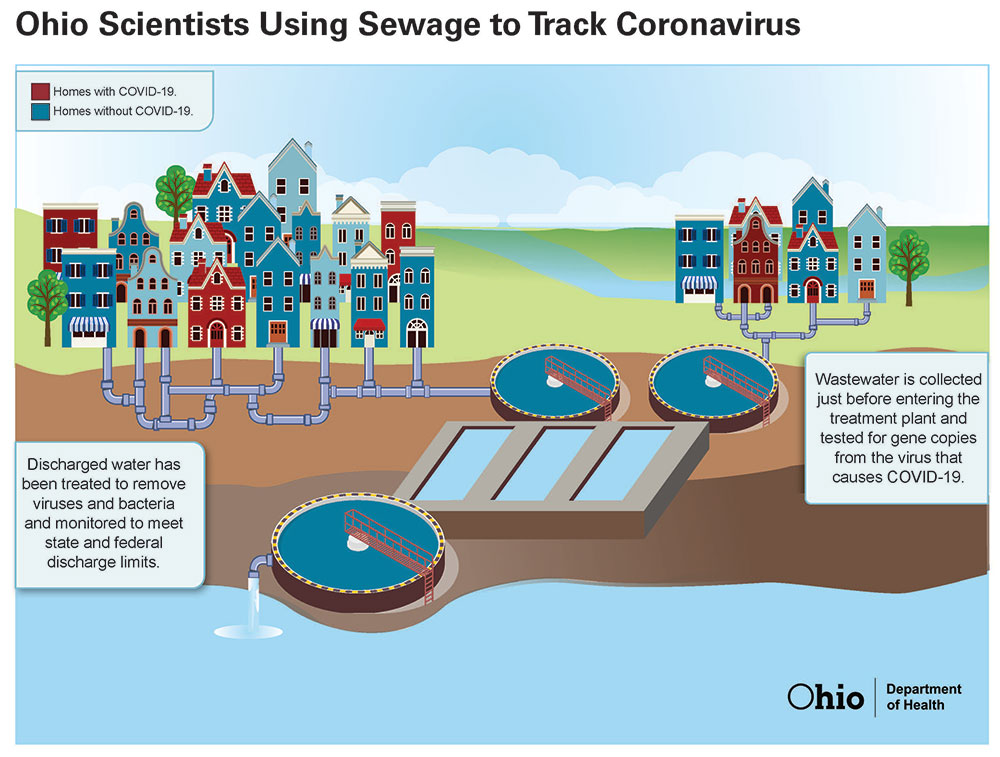 Ohio Scientists Using Sewage to Track Coronavirus
Homes with COVID-19.
Homes without COVID-19.
Wastewater is collected
just before entering the
treatment plant and
tested for gene copies
from the virus that
causes COVID-19.
Discharged water has
been treated to remove
viruses and bacteria
and monitored to meet
state and federal
discharge limits.
Ohio
Department
of Health